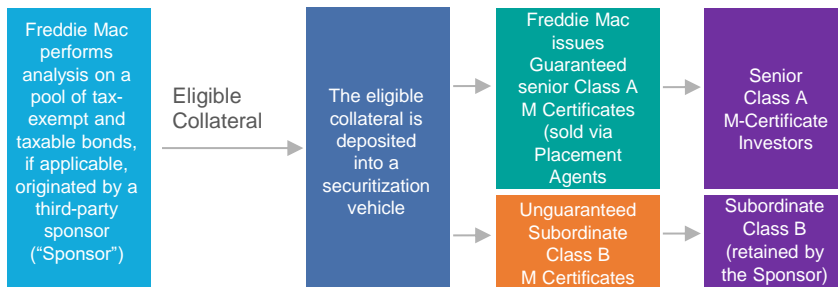 Freddie Mac
performs
analysis on a
pool of tax-
exempt and
taxable bonds,
if applicable,
originated by a
third-party
sponsor
(“Sponsor”)
Eligible
Collateral
The eligible
collateral is
deposited
into a
securitization
vehicle
Freddie Mac
issues
Guaranteed
senior Class A
M Certificates
(sold via
Placement
Agents
Senior
Class A
M-Certificate
Investors
Unguaranteed
Subordinate
Class B
M Certificates
Subordinate
Class B
(retained by
the Sponsor)